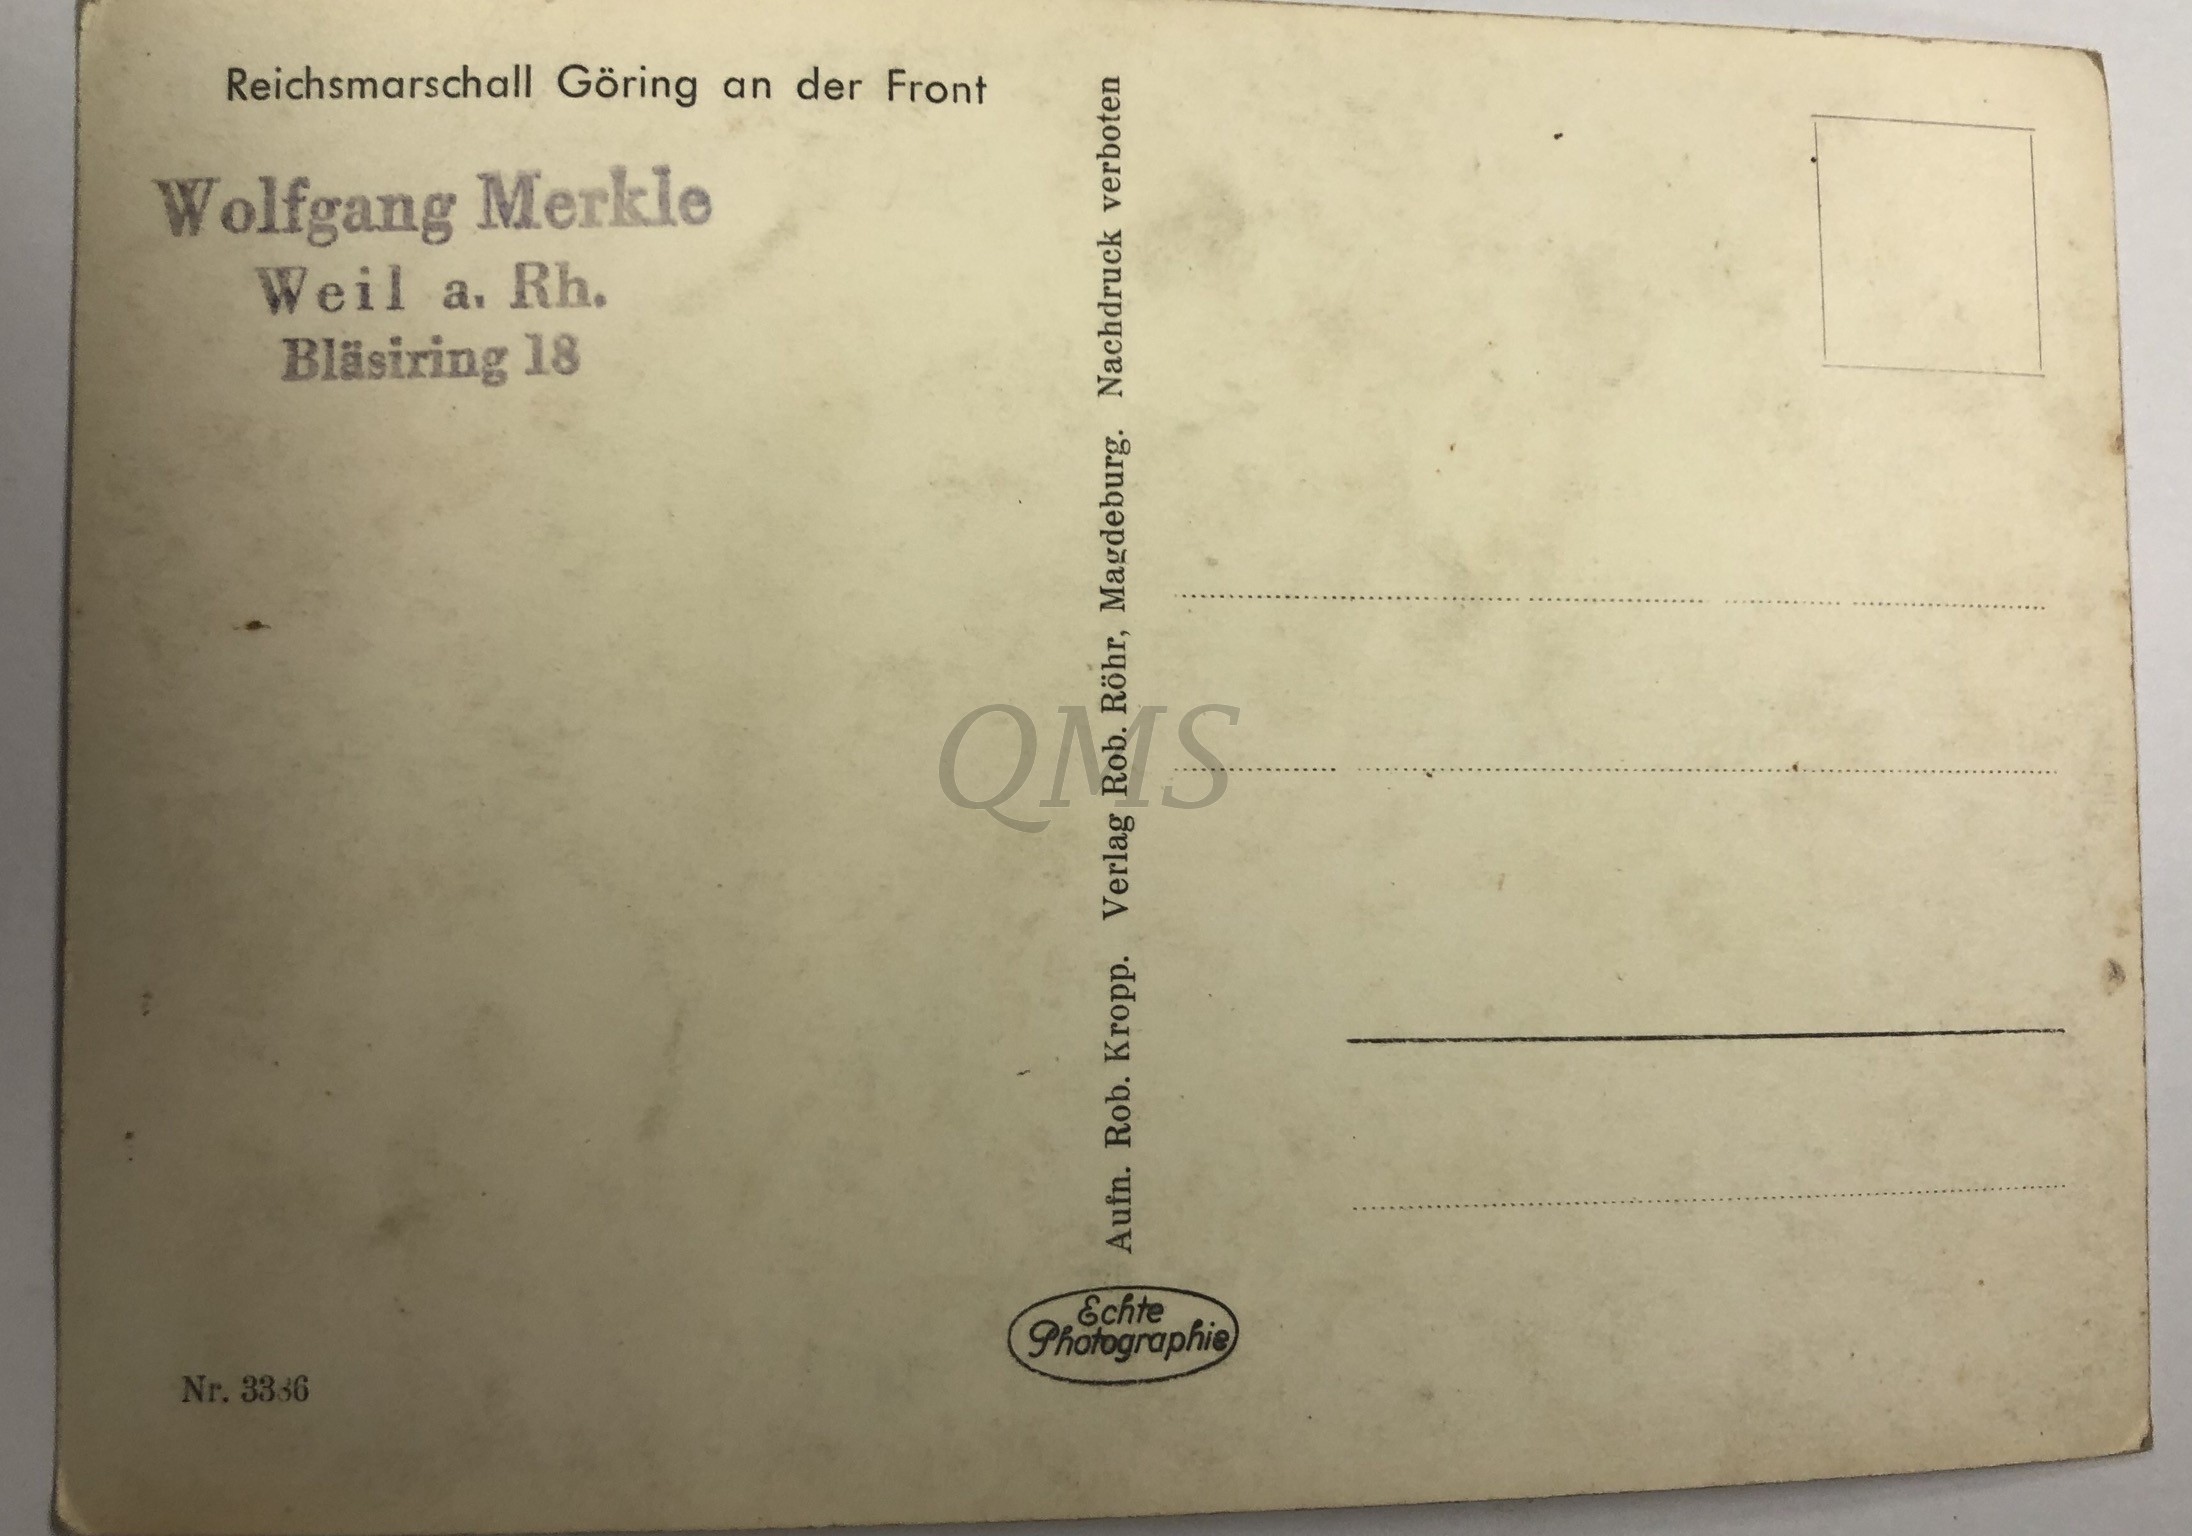 Reichsmarschall Göring an der Front
Wolfgang Merkle
Weil a. Rh.
Bläsiring 18
Aufn. Rob. Kropp. Verlag Rob. Röhr, Magdeburg. Nachdruck verboten
QMS
Echte
Photographie
Nr. 3386